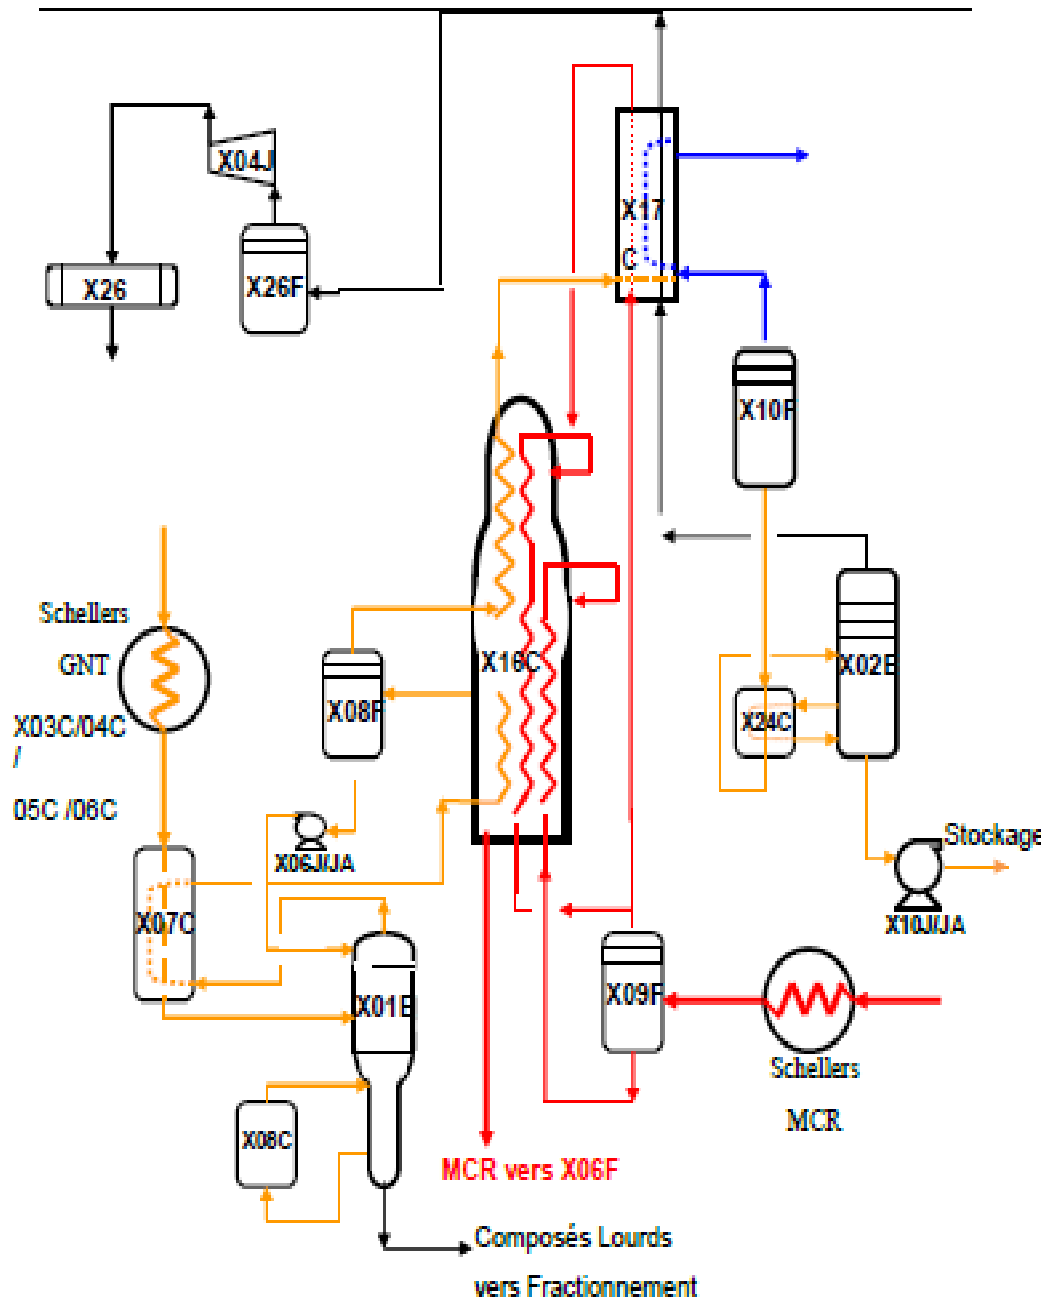 X04J
X17
X26
X26F
C
X10F
Schellers
GNT
X16C
X02E
X08F
X24C
X03C/04C
/
05C /06C
Stockage
X06J/JA
X07C
X10J/JA
X09F
X01E
Schellers
X08C
MCR
MCR vers X06F
Composés Lourds
vers Fractionnement